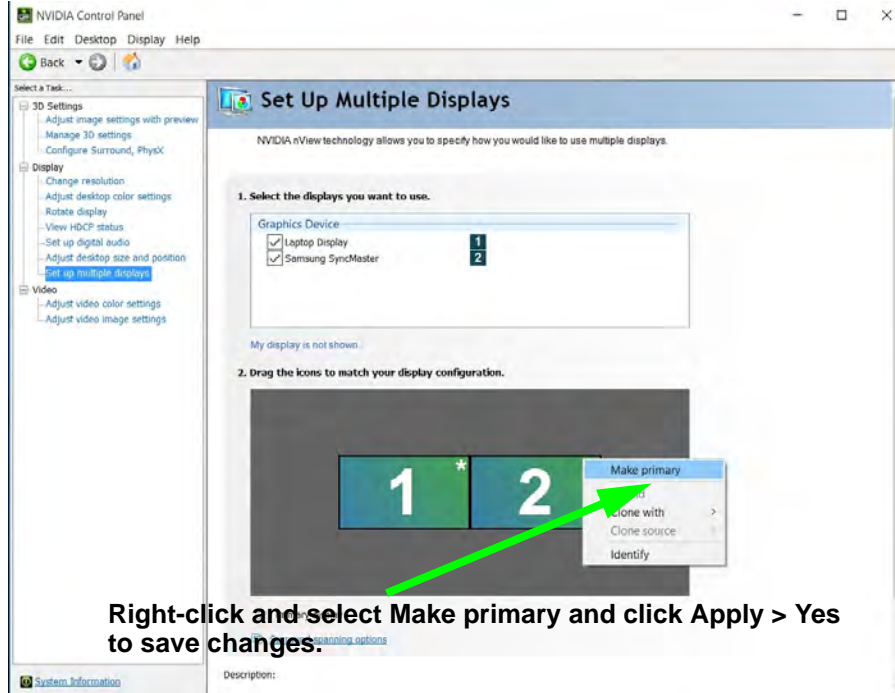 NVIDIA Control Panel
File Edit Desktop Display Help
Back
Select a Task...
3D Settings
Adjust image settings with preview
Manage 3D settings
Configure Surround, PhysX
Display
Change resolution
Adjust desktop color settings
Rotate display
View HDCP status
Set up digital audio
Adjust desktop size and position
Set up multiple displays
Video
Adjust video color settings
Adjust video image settings
System Information
Set Up Multiple Displays
NVIDIA nView technology allows you to specify how you would like to use multiple displays.
1. Select the displays you want to use.
Graphics Device
Laptop Display 1
Samsung SyncMaster 2
My display is not shown...
2. Drag the icons to match your display configuration.
1 * 2
Make primary
Clone with >
Clone source
Identify
Right-click and select Make primary and click Apply > Yes
to save changes.
spanning options
Description: